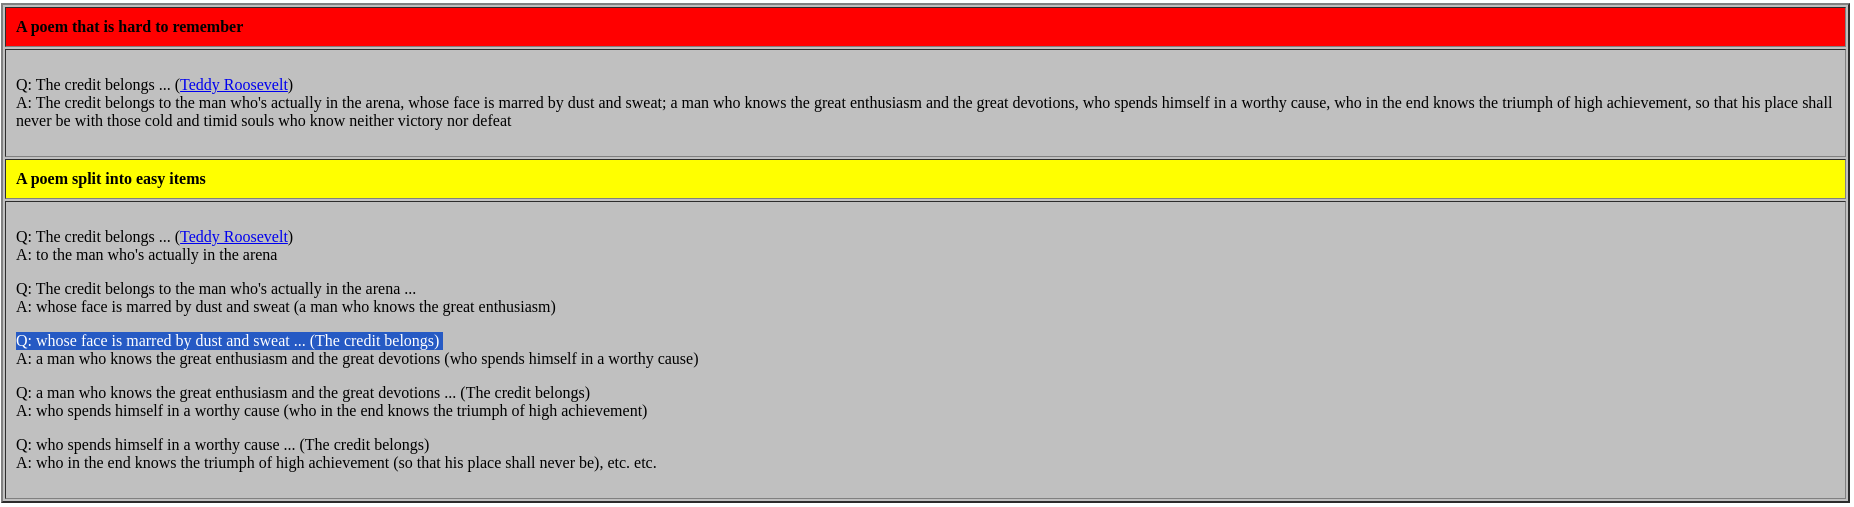 A poem that is hard to remember
Q: The credit belongs ... (Teddy Roosevelt)
A: The credit belongs to the man who's actually in the arena, whose face is marred by dust and sweat; a man who knows the great enthusiasm and the great devotions, who spends himself in a worthy cause, who in the end knows the triumph of high achievement, so that his place shall
never be with those cold and timid souls who know neither victory nor defeat
A poem split into easy items
Q: The credit belongs ... (Teddy Roosevelt)
A: to the man who's actually in the arena
Q: The credit belongs to the man who's actually in the arena ...
A: whose face is marred by dust and sweat (a man who knows the great enthusiasm)
Q: whose face is marred by dust and sweat ... (The credit belongs)
A: a man who knows the great enthusiasm and the great devotions (who spends himself in a worthy cause)
Q: a man who knows the great enthusiasm and the great devotions ... (The credit belongs)
A: who spends himself in a worthy cause (who in the end knows the triumph of high achievement)
Q: who spends himself in a worthy cause ... (The credit belongs)
A: who in the end knows the triumph of high achievement (so that his place shall never be), etc. etc.